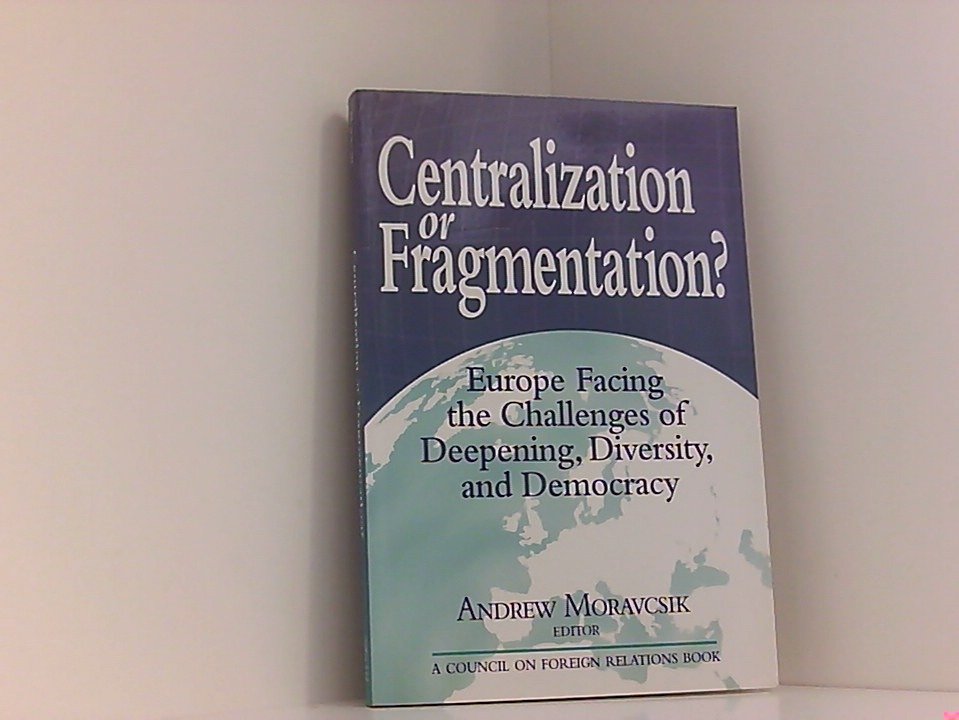 Centralization
or
Fragmentation?
Europe Facing
the Challenges of
Deepening, Diversity,
and Democracy
ANDREW MORAVCSIK
EDITOR
A COUNCIL ON FOREIGN RELATIONS BOOK